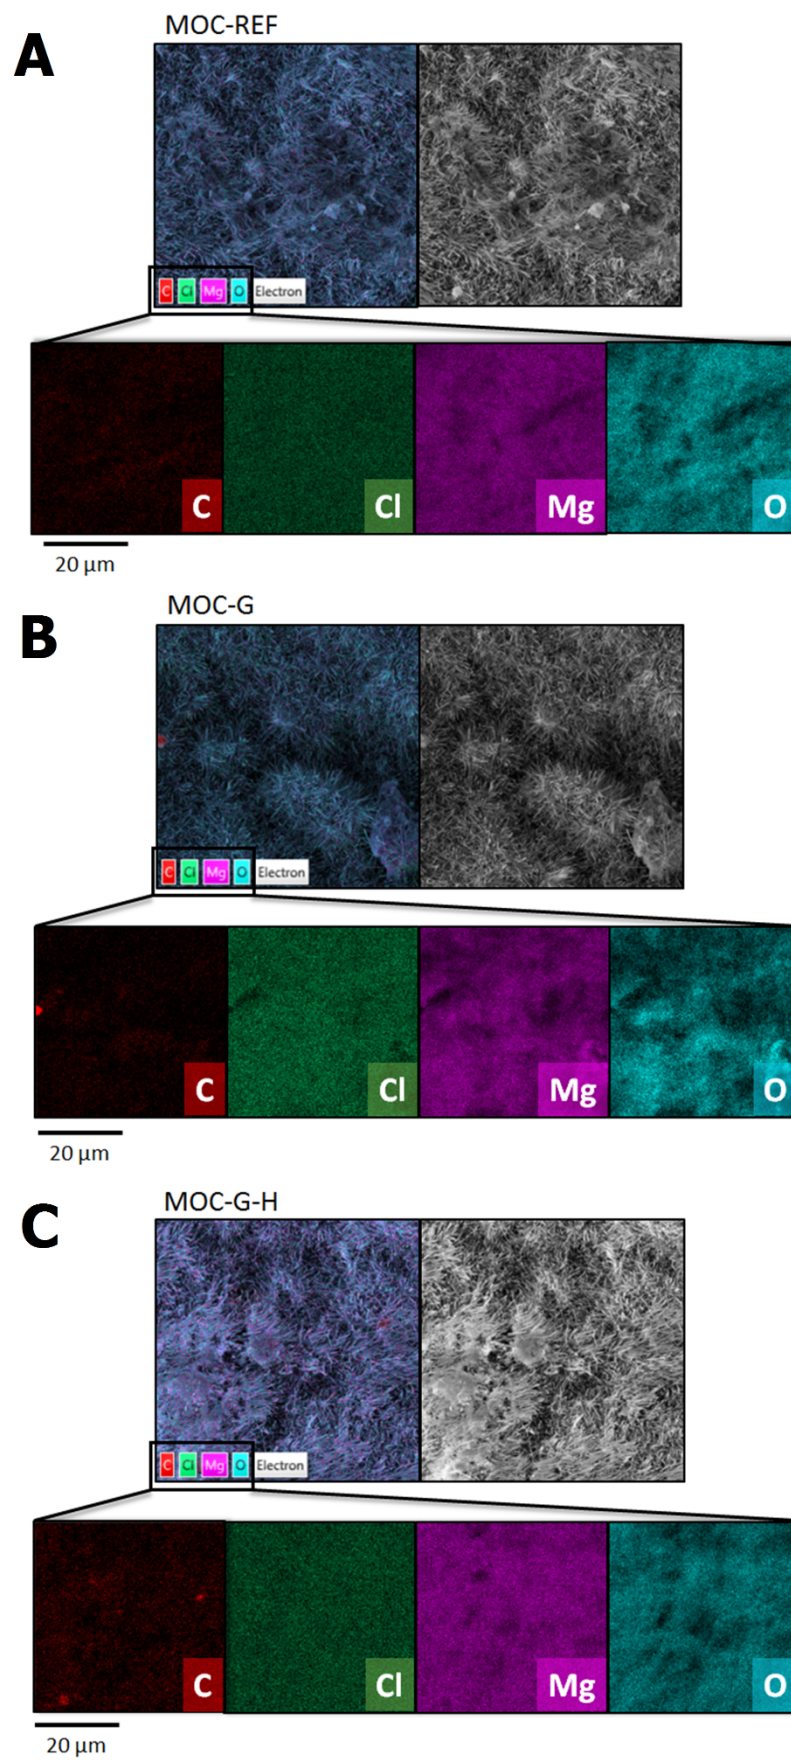 A
MOC-REF
C Cl Mg O Electron
C Cl Mg O
20 µm
B
MOC-G
C Cl Mg O Electron
C Cl Mg O
20 µm
C
MOC-G-H
C Cl Mg O Electron
C Cl Mg O
20 µm